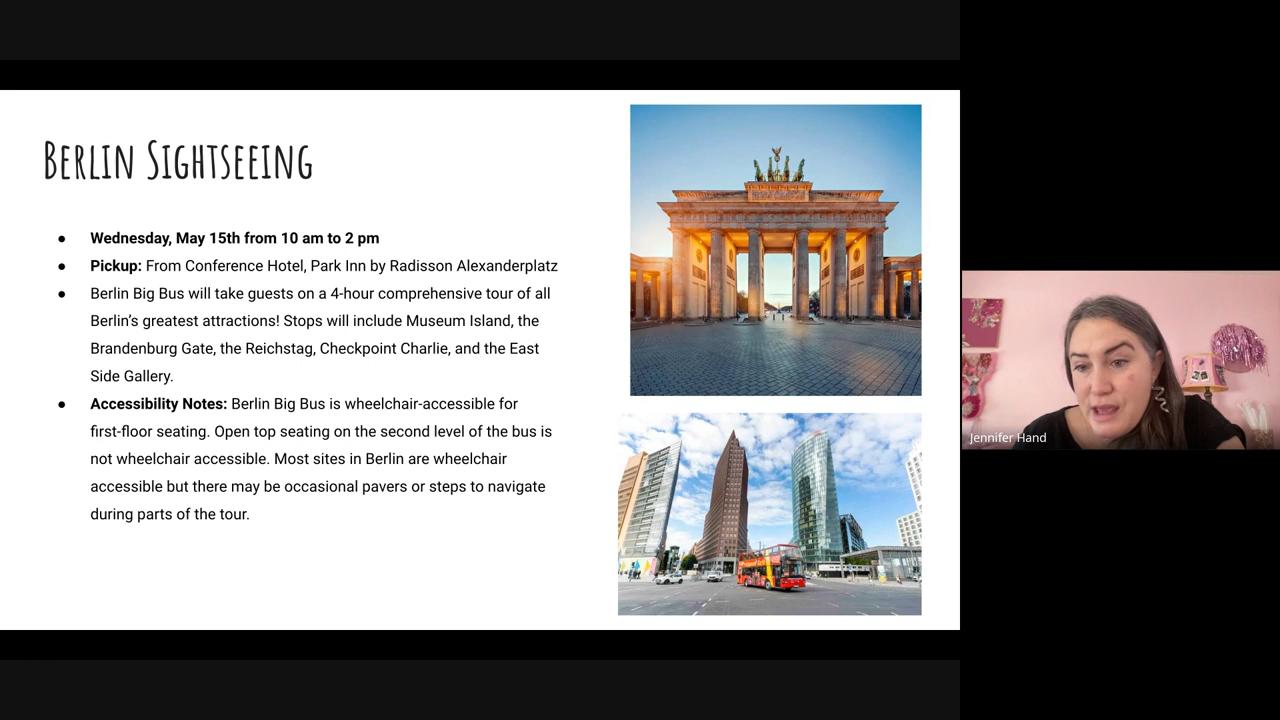 Berlin Sightseeing
● Wednesday, May 15th from 10 am to 2 pm
● Pickup: From Conference Hotel, Park Inn by Radisson Alexanderplatz
● Berlin Big Bus will take guests on a 4-hour comprehensive tour of all
Berlin’s greatest attractions! Stops will include Museum Island, the
Brandenburg Gate, the Reichstag, Checkpoint Charlie, and the East
Side Gallery.
● Accessibility Notes: Berlin Big Bus is wheelchair-accessible for
first-floor seating. Open top seating on the second level of the bus is
not wheelchair accessible. Most sites in Berlin are wheelchair
accessible but there may be occasional pavers or steps to navigate
during parts of the tour.
Jennifer Hand